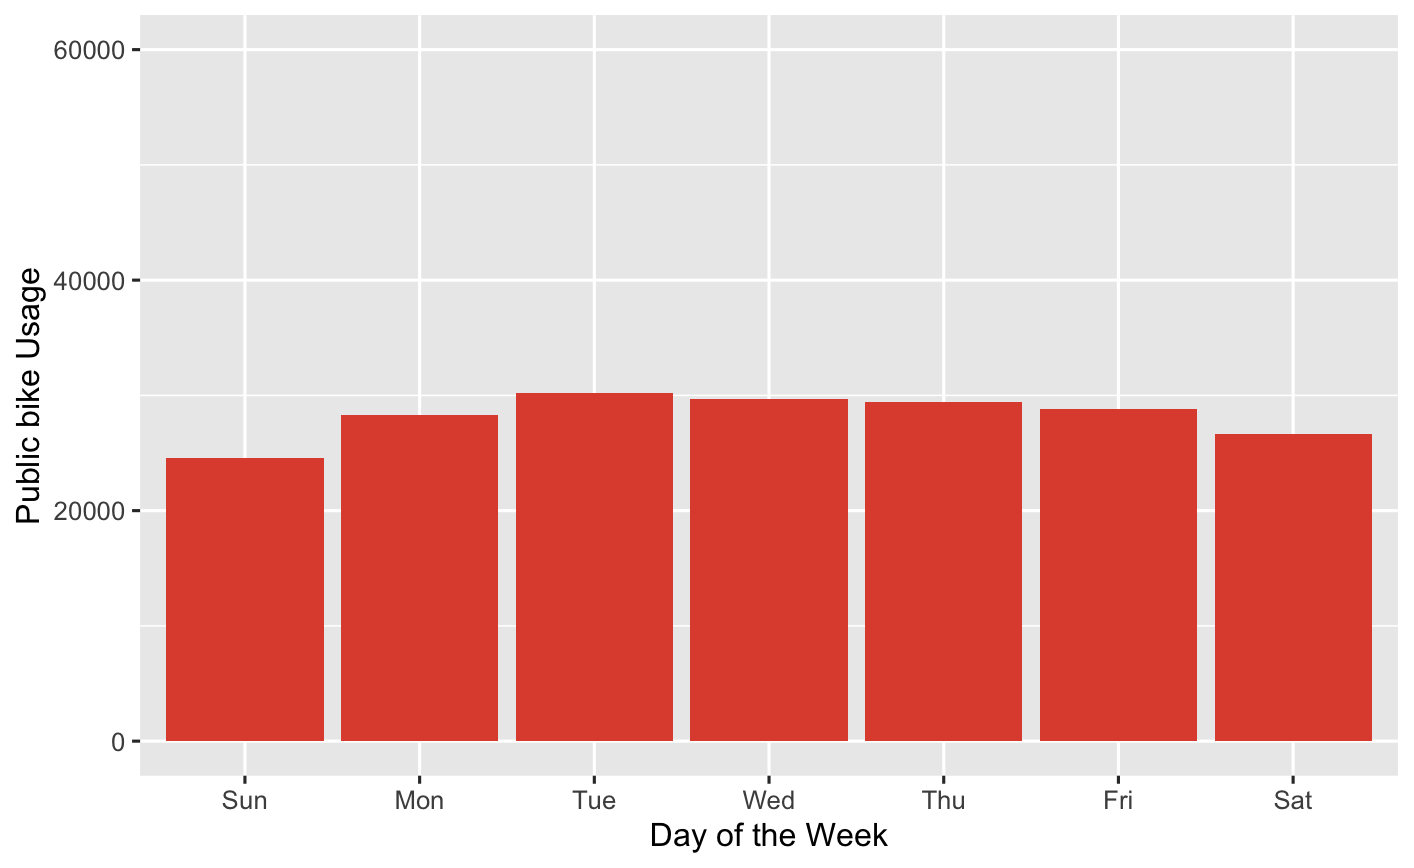 60000
40000
20000
0
Public bike Usage
Sun Mon Tue Wed Thu Fri Sat
Day of the Week